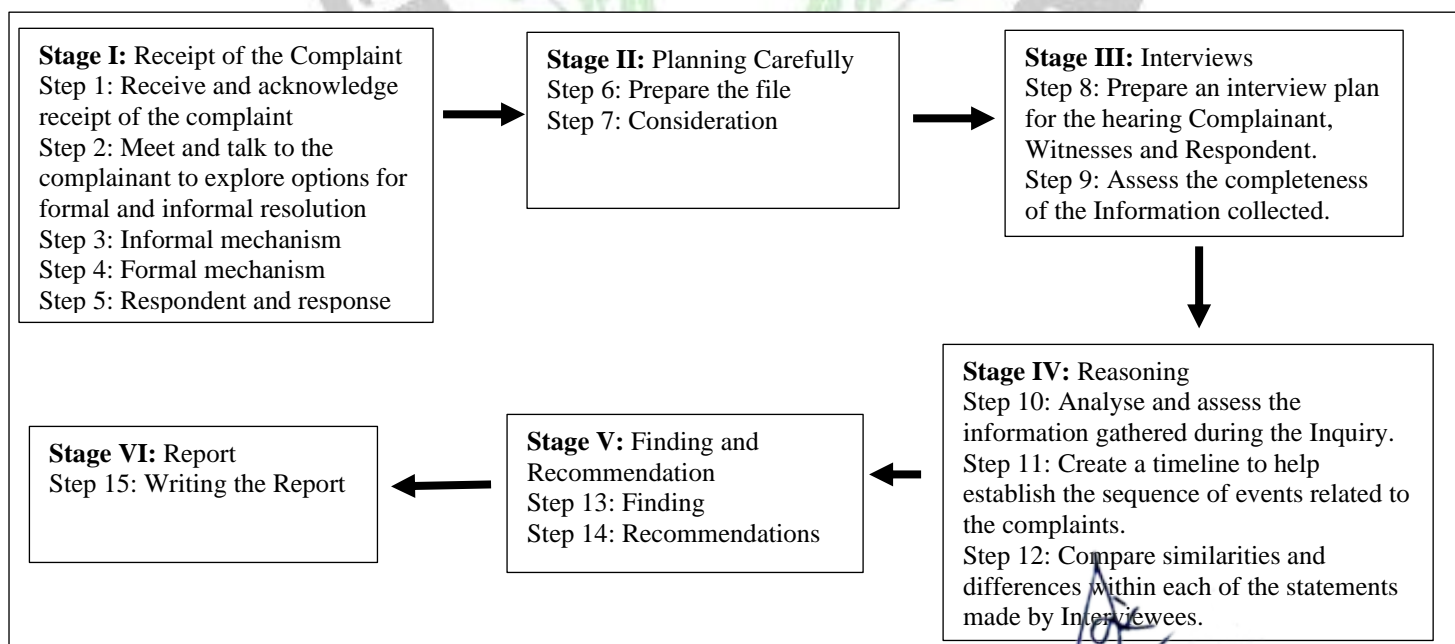 Stage I: Receipt of the Complaint
Step 1: Receive and acknowledge
receipt of the complaint
Step 2: Meet and talk to the
complainant to explore options for
formal and informal resolution
Step 3: Informal mechanism
Step 4: Formal mechanism
Step 5: Respondent and response
Stage II: Planning Carefully
Step 6: Prepare the file
Step 7: Consideration
Stage III: Interviews
Step 8: Prepare an interview plan
for the hearing Complainant,
Witnesses and Respondent.
Step 9: Assess the completeness
of the Information collected.
Stage IV: Reasoning
Step 10: Analyse and assess the
information gathered during the Inquiry.
Step 11: Create a timeline to help
establish the sequence of events related to
the complaints.
Step 12: Compare similarities and
differences within each of the statements
made by Interviewees.
Stage V: Finding and
Recommendation
Step 13: Finding
Step 14: Recommendations
Stage VI: Report
Step 15: Writing the Report